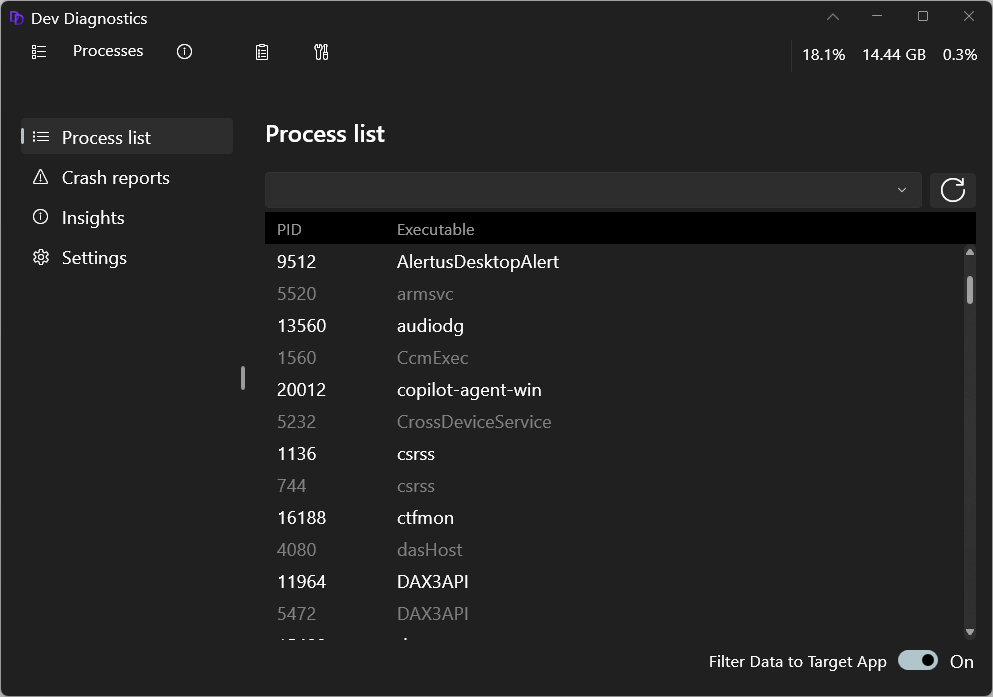 Dev Diagnostics
Processes
18.1% 14.44 GB 0.3%
Process list
Crash reports
Insights
Settings
Process list
PID Executable
9512 AlertusDesktopAlert
5520 armsvc
13560 audiodg
1560 CcmExec
20012 copilot-agent-win
5232 CrossDeviceService
1136 csrss
744 csrss
16188 ctfmon
4080 dasHost
11964 DAX3API
5472 DAX3API
Filter Data to Target App On